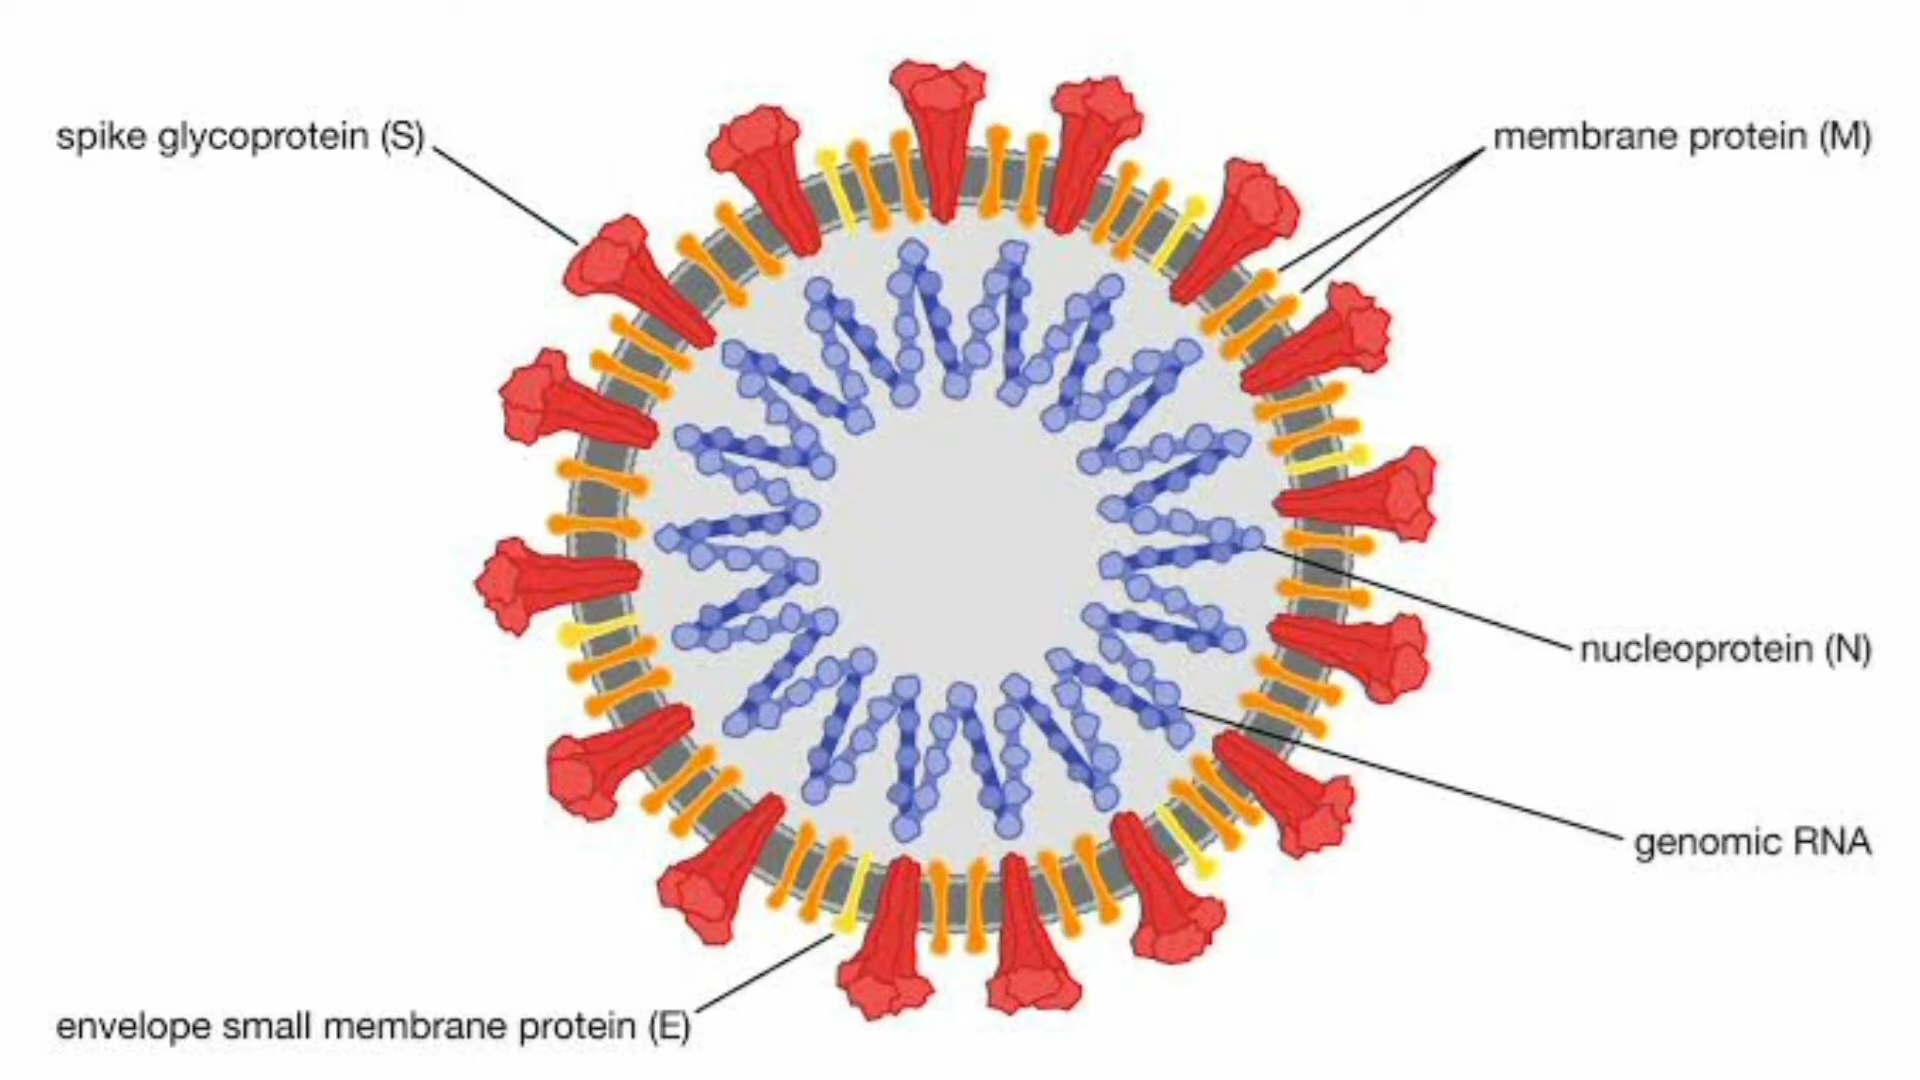 spike glycoprotein (S)
membrane protein (M)
nucleoprotein (N)
genomic RNA
envelope small membrane protein (E)